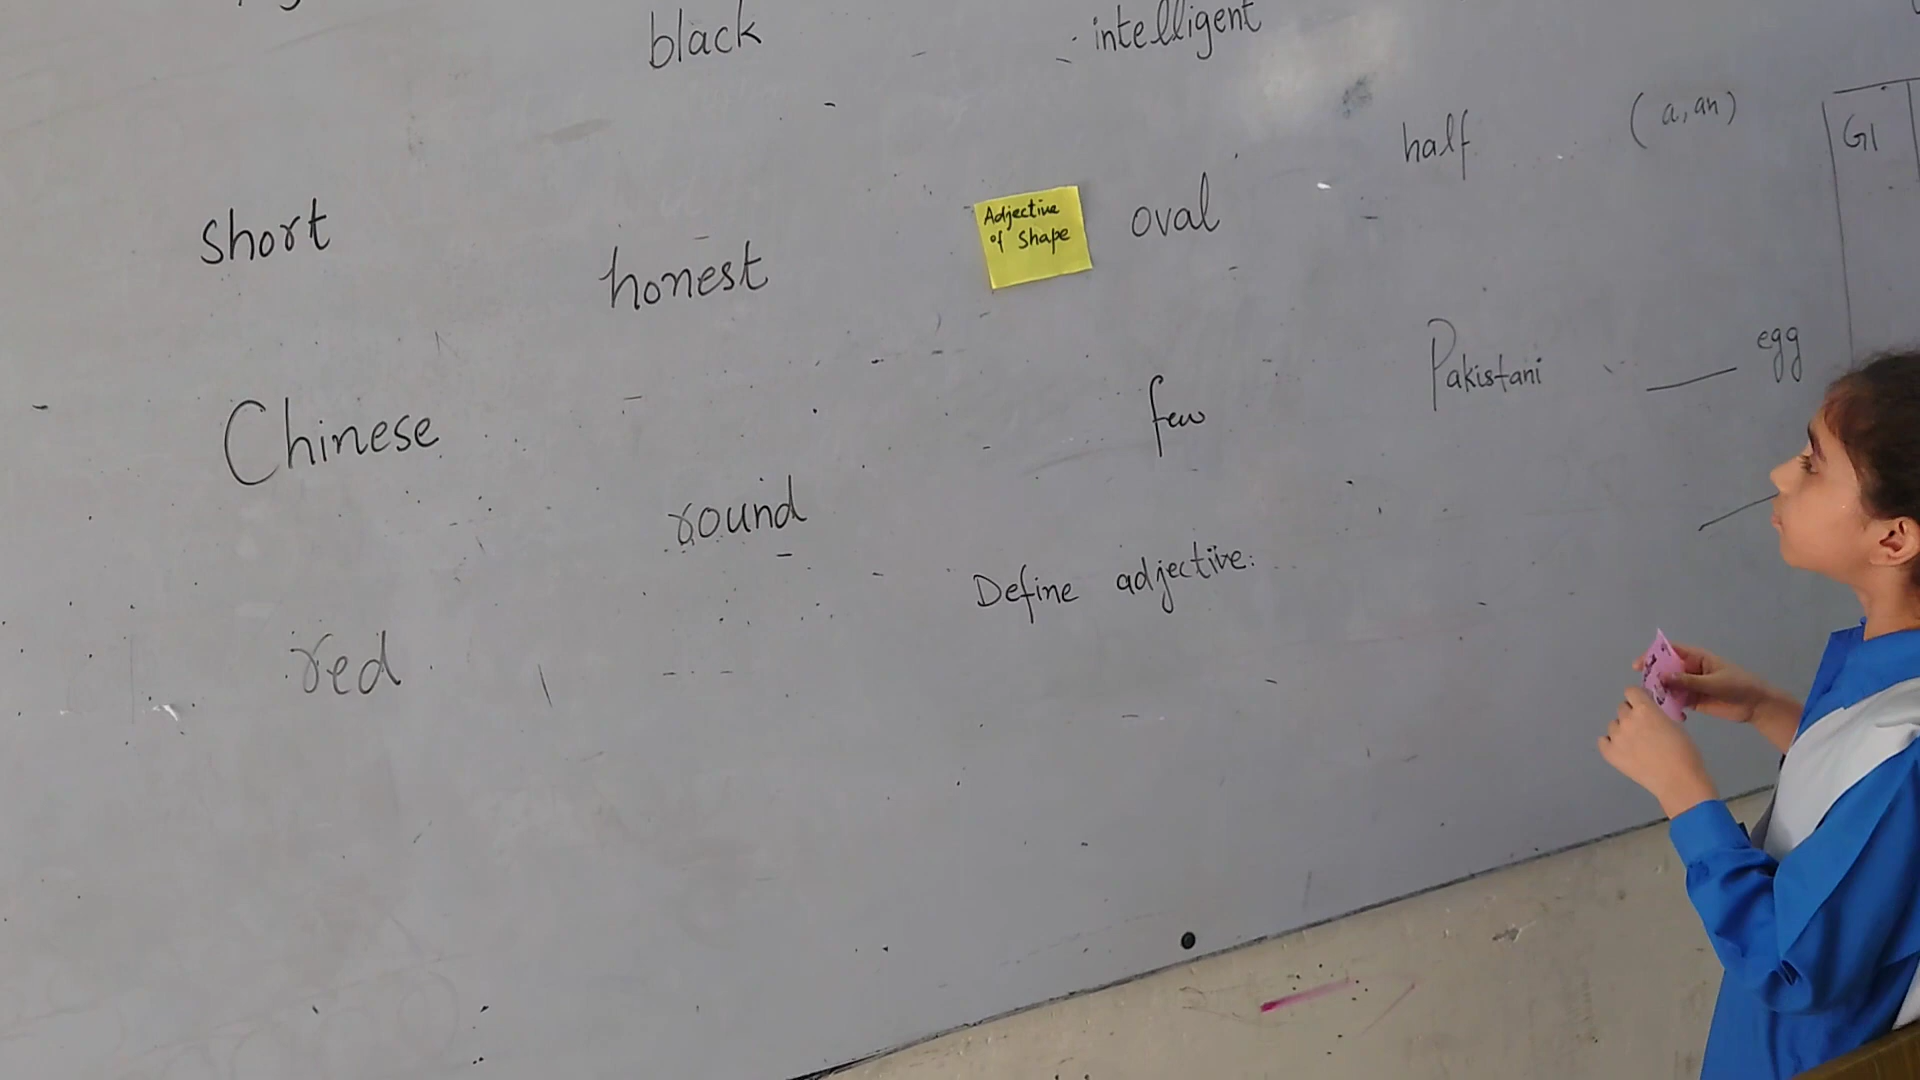 black
intelligent
half
(a, an)
G1
short
honest
Adjective
of Shape
oval
Chinese
few
Pakistani
___ egg
round
Define adjective:
red